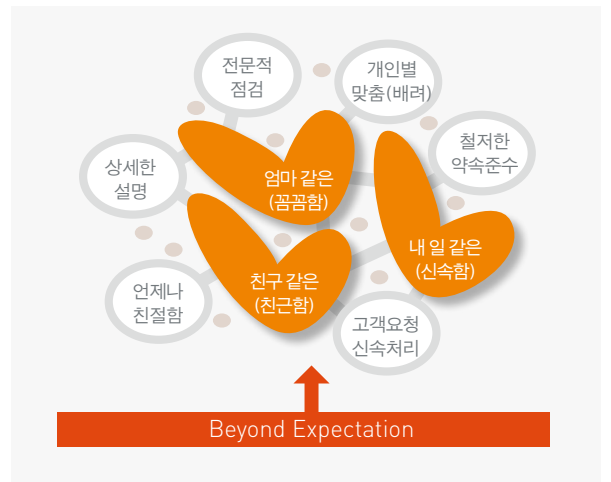 전문적
점검
개인별
맞춤(배려)
상세한
설명
철저한
약속준수
엄마 같은
(꼼꼼함)
내 일 같은
(신속함)
친구 같은
(친근함)
언제나
친절함
고객요청
신속처리
Beyond Expectation